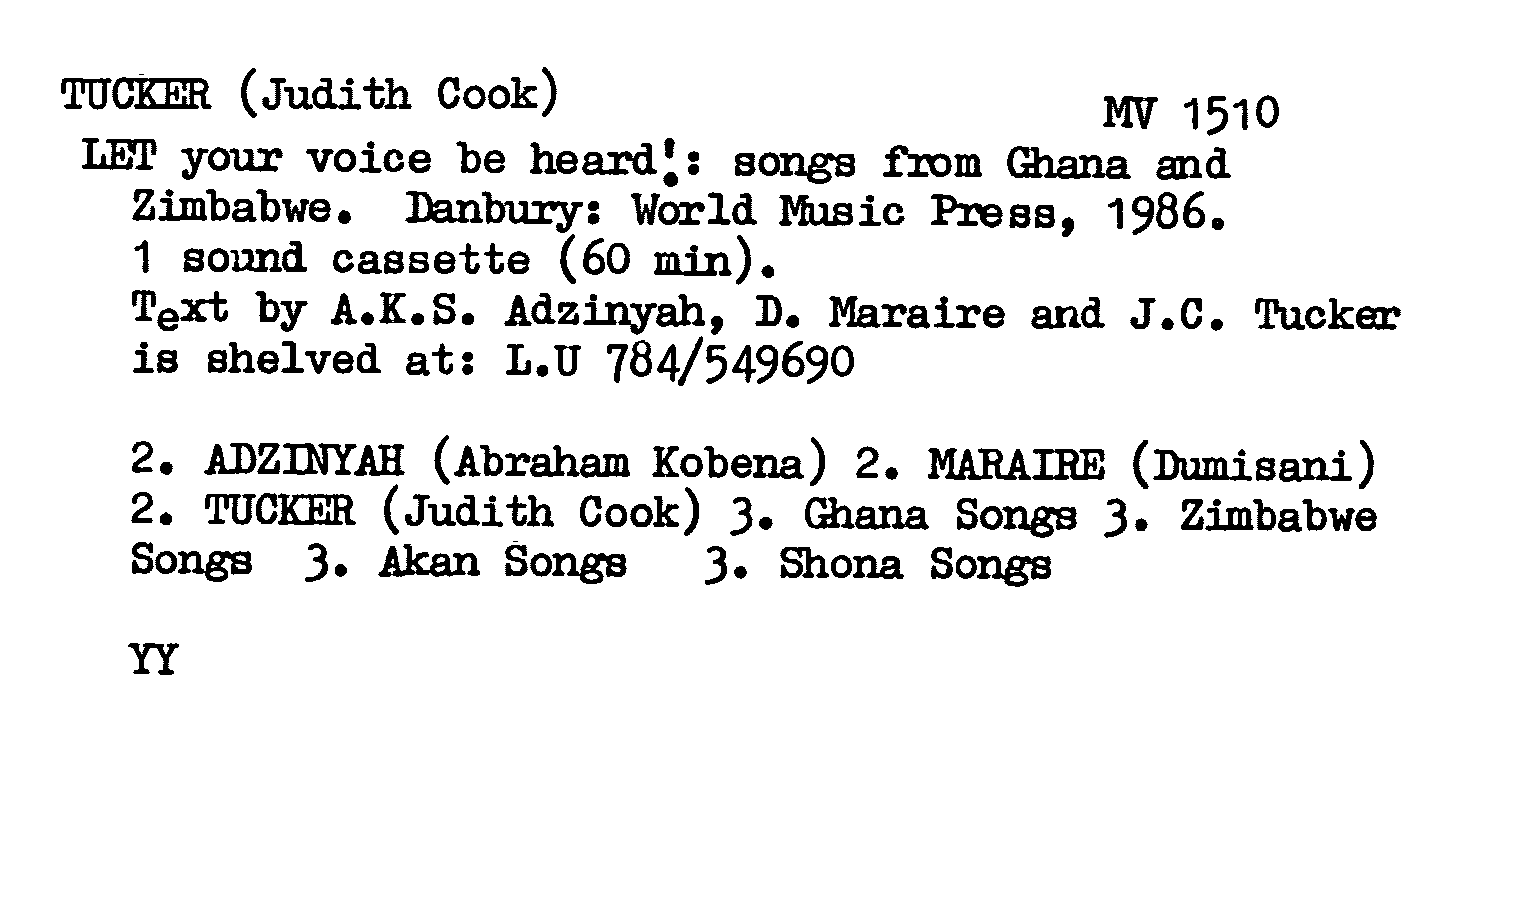 TUCKER (Judith Cook)
MV 1510
LET your voice be heard!: songs from Ghana and
Zimbabwe. Danbury: World Music Press, 1986.
1 sound cassette (60 min).
Text by A.K.S. Adzinyah, D. Maraire and J.C. Tucker
is shelved at: L.U 784/549690
2. ADZINYAH (Abraham Kobena) 2. MARAIRE (Dumisani)
2. TUCKER (Judith Cook) 3. Ghana Songs 3. Zimbabwe
Songs 3. Akan Songs 3. Shona Songs
YY